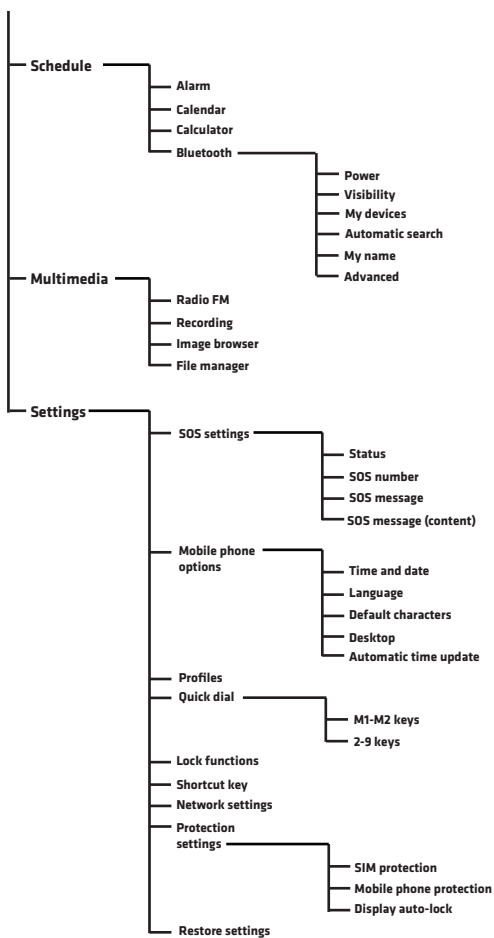 Schedule
Alarm
Calendar
Calculator
Bluetooth
Power
Visibility
My devices
Automatic search
My name
Advanced
Multimedia
Radio FM
Recording
Image browser
File manager
Settings
SOS settings
Status
SOS number
SOS message
SOS message (content)
Mobile phone
options
Time and date
Language
Default characters
Desktop
Automatic time update
Profiles
Quick dial
M1-M2 keys
2-9 keys
Lock functions
Shortcut key
Network settings
Protection
settings
SIM protection
Mobile phone protection
Display auto-lock
Restore settings